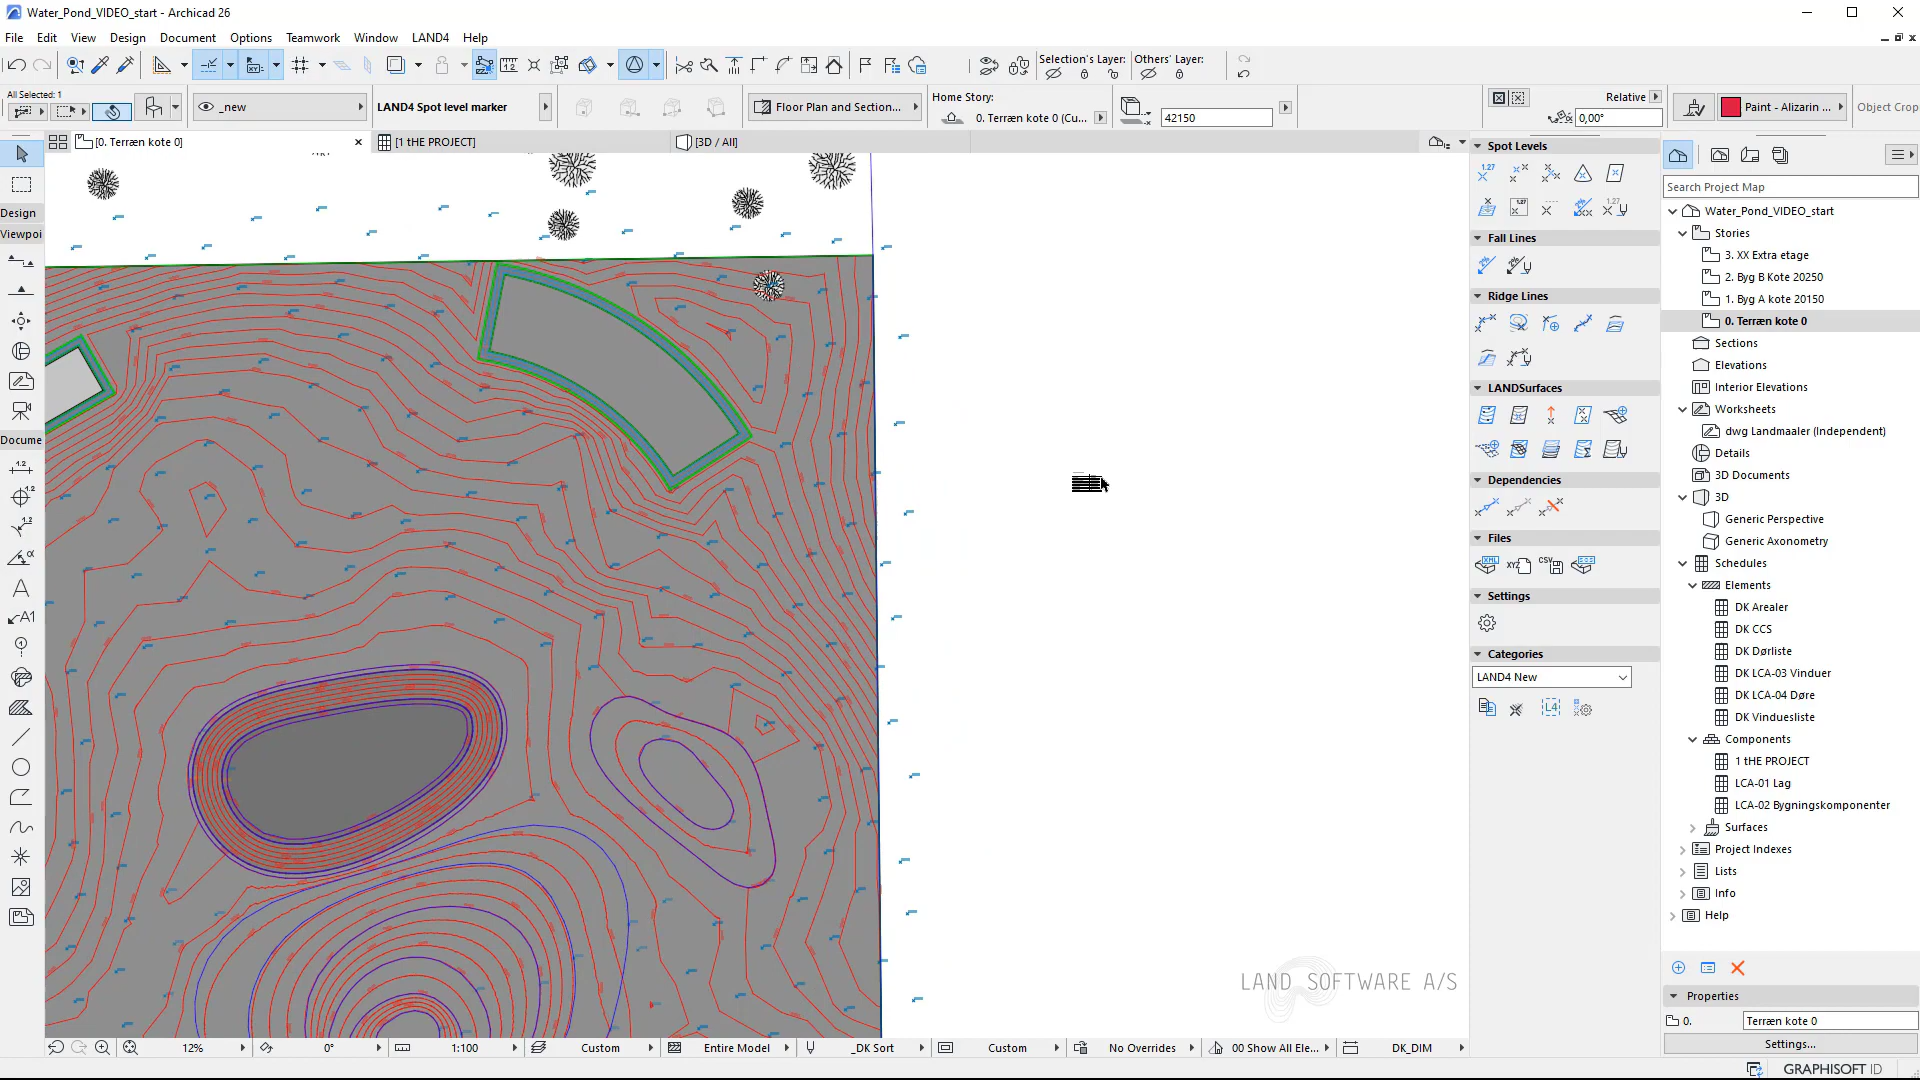 Water_Pond_VIDEO_start - Archicad 26
File Edit View Design Document Options Teamwork Window LAND4 Help
Selection's Layer: Others' Layer:
All Selected: 1
_new
LAND4 Spot level marker
Floor Plan and Section...
Home Story:
0. Terræn kote 0 (Cu...
42150
Relative
0,00°
Paint - Alizarin ...
Object Crop
[0. Terræn kote 0]
[1 tHE PROJECT]
[3D / All]
Design
Viewpoi
Docume
Spot Levels
Fall Lines
Ridge Lines
LANDSurfaces
Dependencies
Files
Settings
Categories
LAND4 New
Search Project Map
Water_Pond_VIDEO_start
Stories
3. XX Extra etage
2. Byg B Kote 20250
1. Byg A kote 20150
0. Terræn kote 0
Sections
Elevations
Interior Elevations
Worksheets
dwg Landmaaler (Independent)
Details
3D Documents
3D
Generic Perspective
Generic Axonometry
Schedules
Elements
DK Arealer
DK CCS
DK Dørliste
DK LCA-03 Vinduer
DK LCA-04 Døre
DK Vinduesliste
Components
1 tHE PROJECT
LCA-01 Lag
LCA-02 Bygningskomponenter
Surfaces
Project Indexes
Lists
Info
Help
Properties
0. Terræn kote 0
Settings...
LAND SOFTWARE A/S
12% 0° 1:100 Custom Entire Model _DK Sort Custom No Overrides 00 Show All Ele... DK_DIM
GRAPHISOFT ID